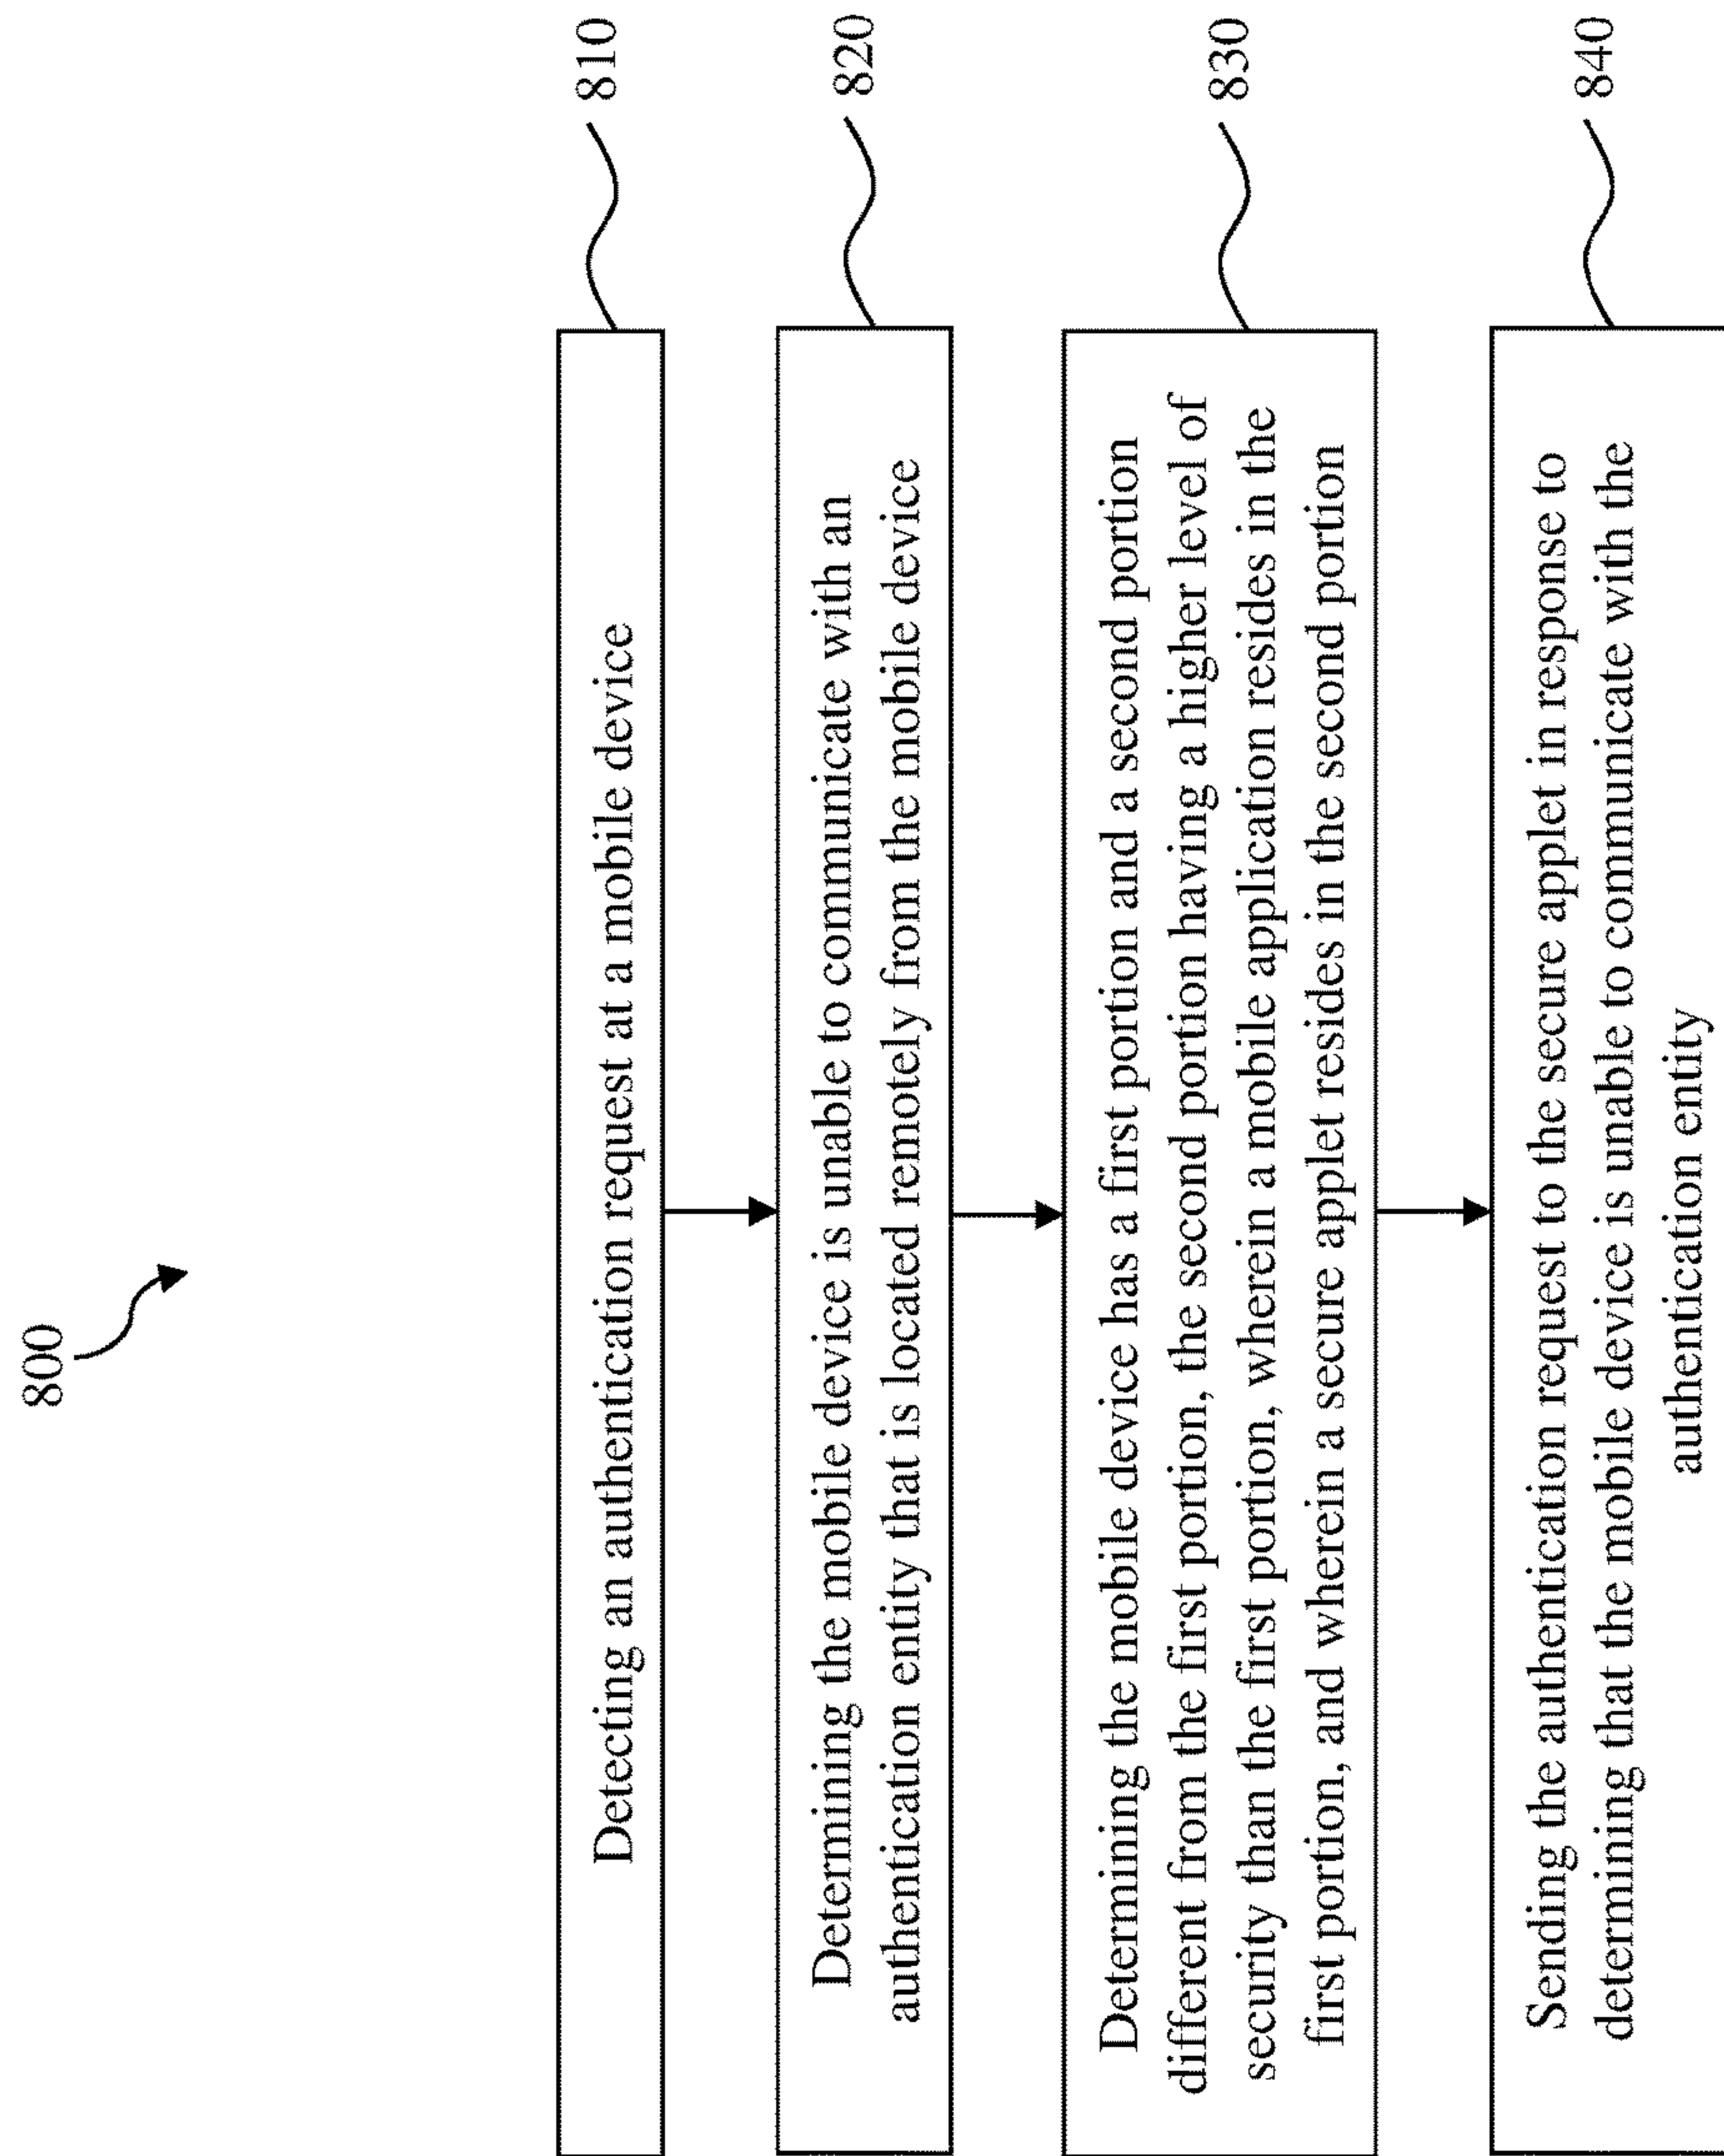 800
Detecting an authentication request at a mobile device
810
Determining the mobile device is unable to communicate with an
authentication entity that is located remotely from the mobile device
820
Determining the mobile device has a first portion and a second portion
different from the first portion, the second portion having a higher level of
security than the first portion, wherein a mobile application resides in the
first portion, and wherein a secure applet resides in the second portion
830
Sending the authentication request to the secure applet in response to
determining that the mobile device is unable to communicate with the
authentication entity
840